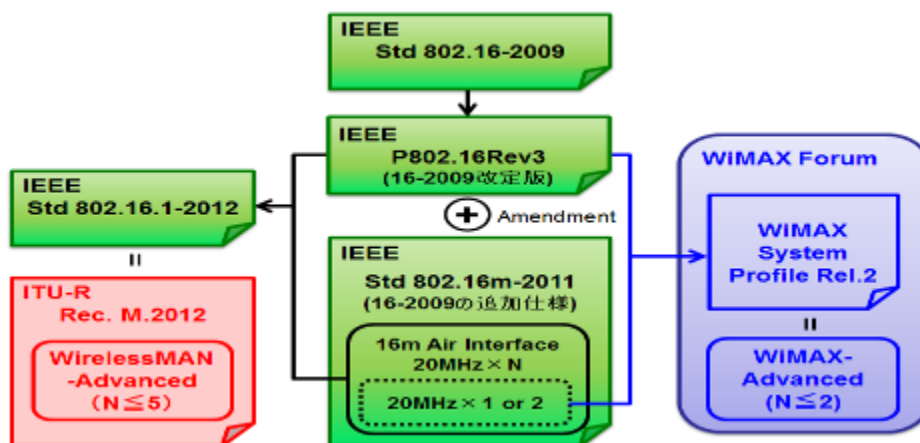 IEEE
Std 802.16-2009
IEEE
P802.16Rev3
(16-2009改定版)
Amendment
IEEE
Std 802.16.1-2012
=
ITU-R
Rec. M.2012
WirelessMAN
-Advanced
(N≦5)
IEEE
Std 802.16m-2011
(16-2009の追加仕様)
16m Air Interface
20MHz×N
20MHz×1 or 2
WiMAX Forum
WiMAX
System
Profile Rel.2
=
WiMAX-
Advanced
(N≦2)